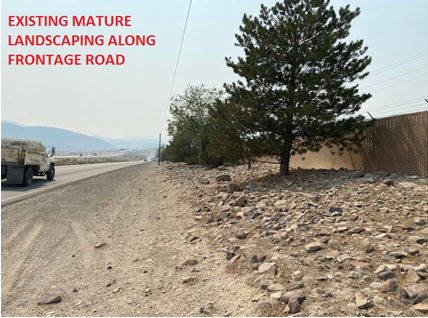 EXISTING MATURE
LANDSCAPING ALONG
FRONTAGE ROAD